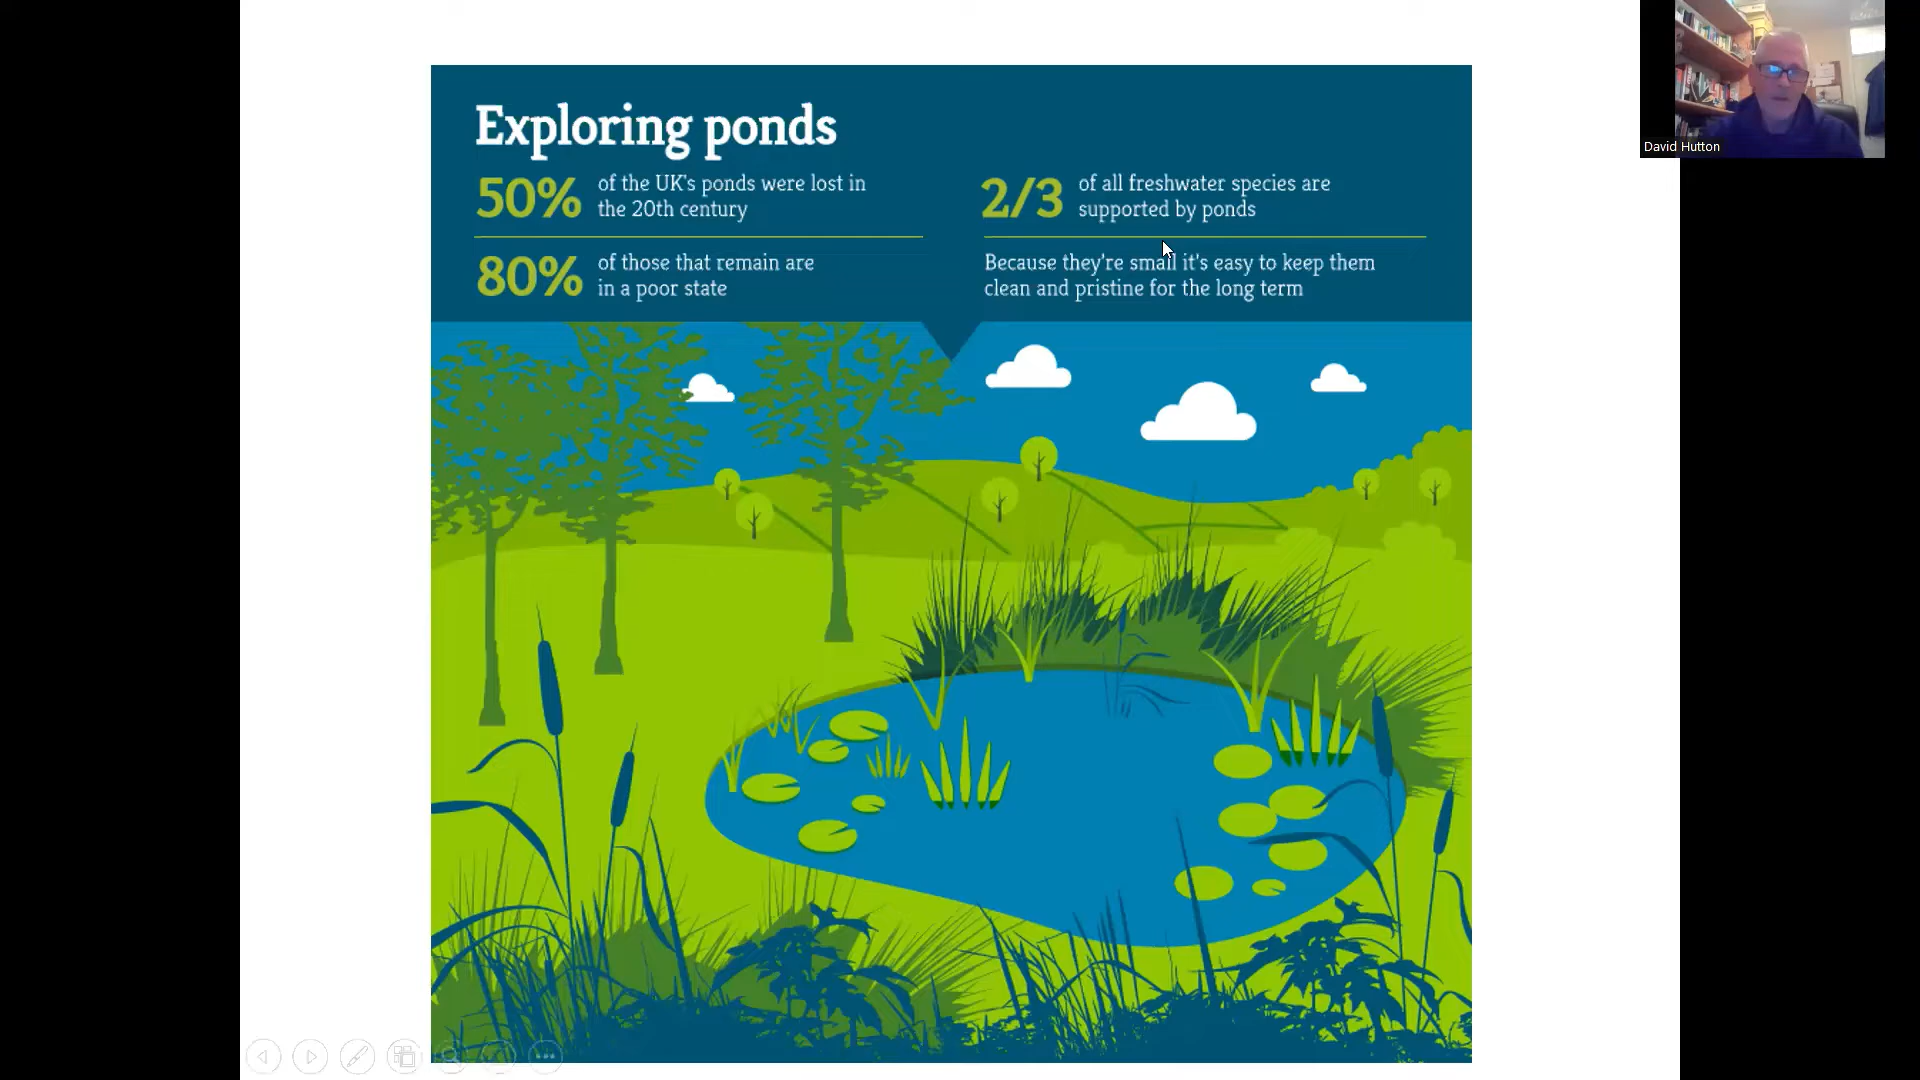 Exploring ponds
50% of the UK's ponds were lost in
the 20th century
80% of those that remain are
in a poor state
2/3 of all freshwater species are
supported by ponds
Because they're small it's easy to keep them
clean and pristine for the long term
David Hutton